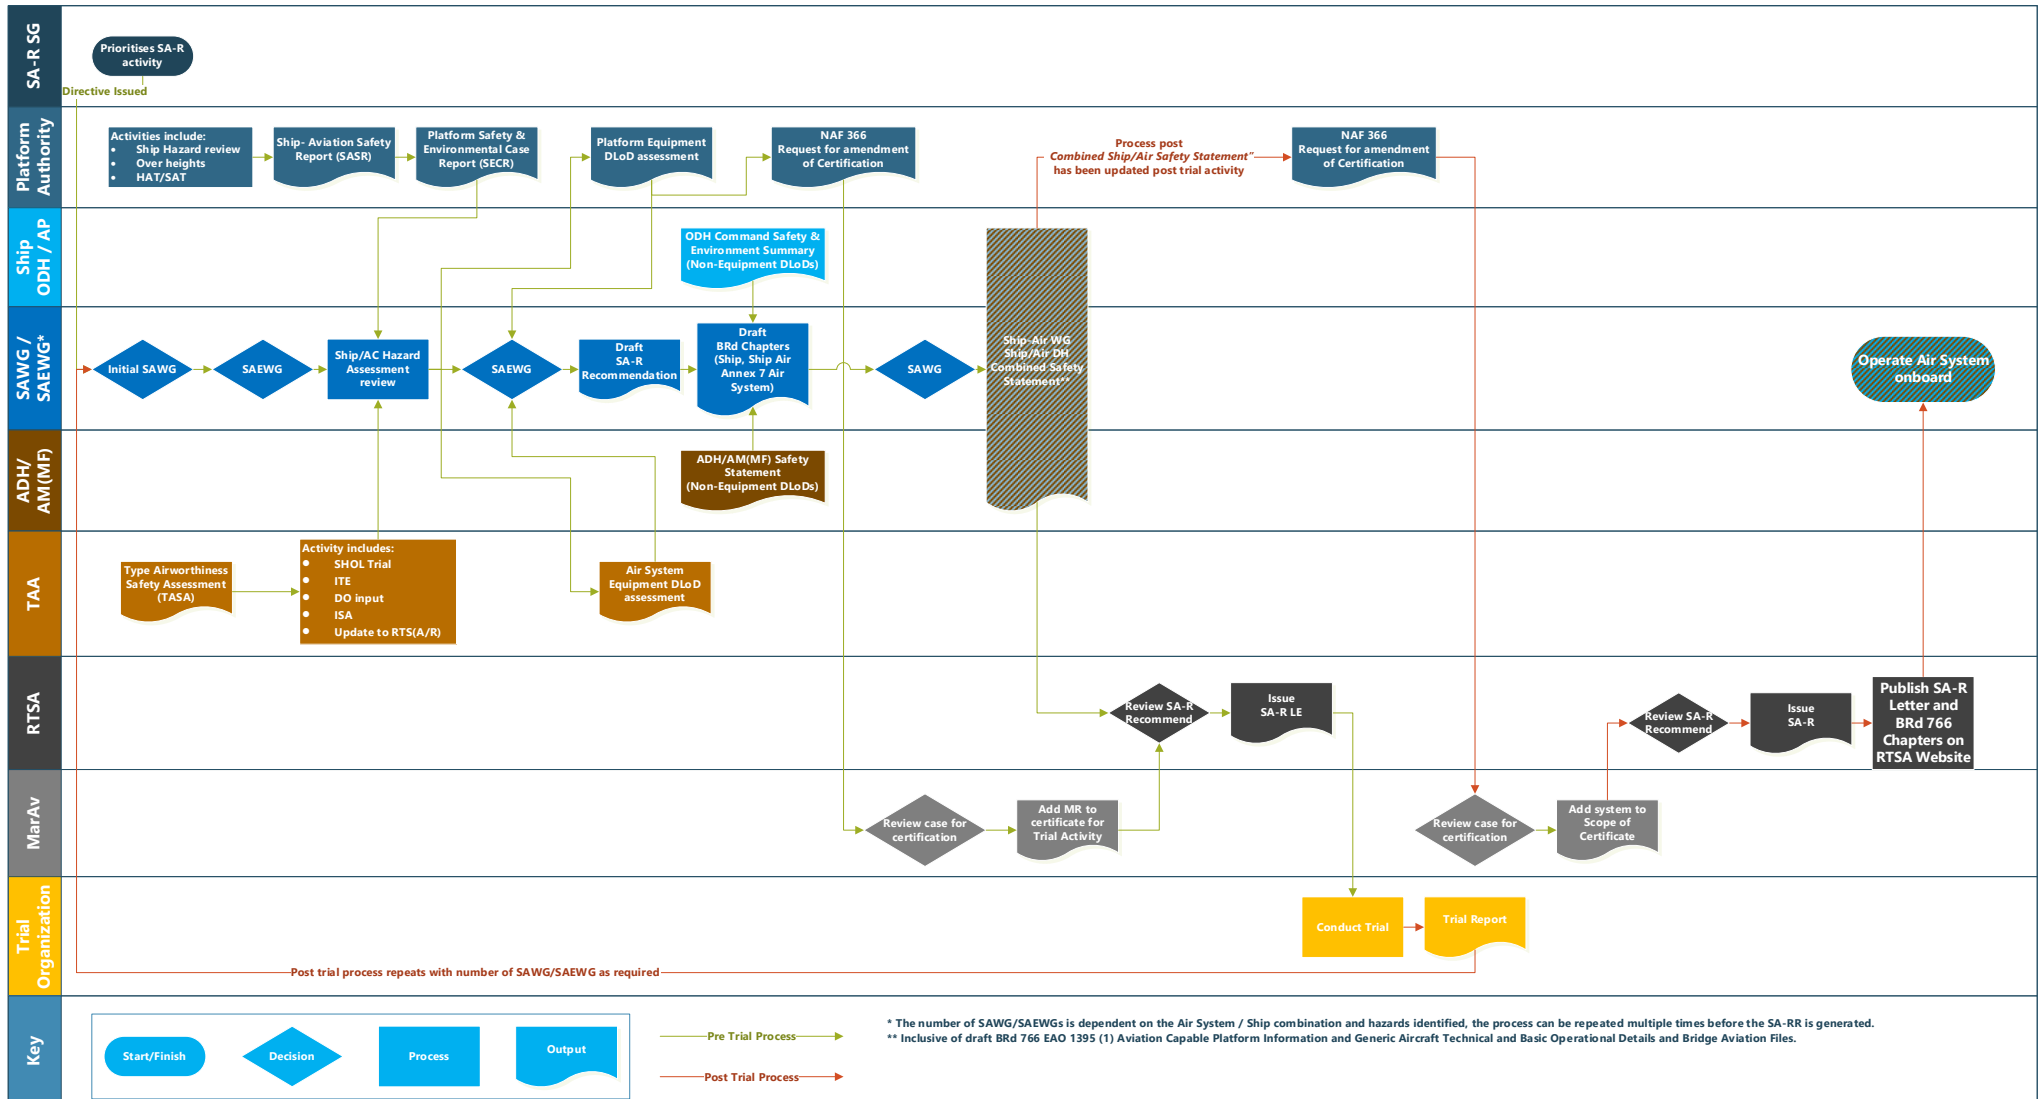 SA-R SG
Prioritises SA-R
activity
Directive Issued
Platform
Authority
Activities include:
• Ship Hazard review
• Over heights
• HAT/SAT
Ship- Aviation Safety
Report (SASR)
Platform Safety &
Environmental Case
Report (SECR)
Platform Equipment
DLoD assessment
NAF 366
Request for amendment
of Certification
Process post
Combined Ship/Air Safety Statement"
has been updated post trial activity
NAF 366
Request for amendment
of Certification
Ship
ODH / AP
ODH Command Safety &
Environment Summary
(Non-Equipment DLoDs)
SAWG /
SAEWG*
Initial SAWG
SAEWG
Ship/AC Hazard
Assessment
review
SAEWG
Draft
SA-R
Recommendation
Draft
BRd Chapters
(Ship, Ship Air
Annex 7 Air
System)
SAWG
Ship-Air WG
Ship/Air DH
Combined Safety
Statement**
Operate Air System
onboard
ADH/
AM(MF)
ADH/AM(MF) Safety
Statement
(Non-Equipment DLoDs)
TAA
Type Airworthiness
Safety Assessment
(TASA)
Activity includes:
• SHOL Trial
• ITE
• DO input
• ISA
• Update to RTS(A/R)
Air System
Equipment DLoD
assessment
RTSA
Review SA-R
Recommend
Issue
SA-R LE
Review SA-R
Recommend
Issue
SA-R
Publish SA-R
Letter and
BRd 766
Chapters on
RTSA Website
MarAv
Review case for
certification
Add MR to
certificate for
Trial Activity
Review case for
certification
Add system to
Scope of
Certificate
Trial
Organization
Conduct Trial
Trial Report
Post trial process repeats with number of SAWG/SAEWG as required
Key
Start/Finish
Decision
Process
Output
Pre Trial Process
Post Trial Process
* The number of SAWG/SAEWGs is dependent on the Air System / Ship combination and hazards identified, the process can be repeated multiple times before the SA-RR is generated.
** Inclusive of draft BRd 766 EAO 1395 (1) Aviation Capable Platform Information and Generic Aircraft Technical and Basic Operational Details and Bridge Aviation Files.